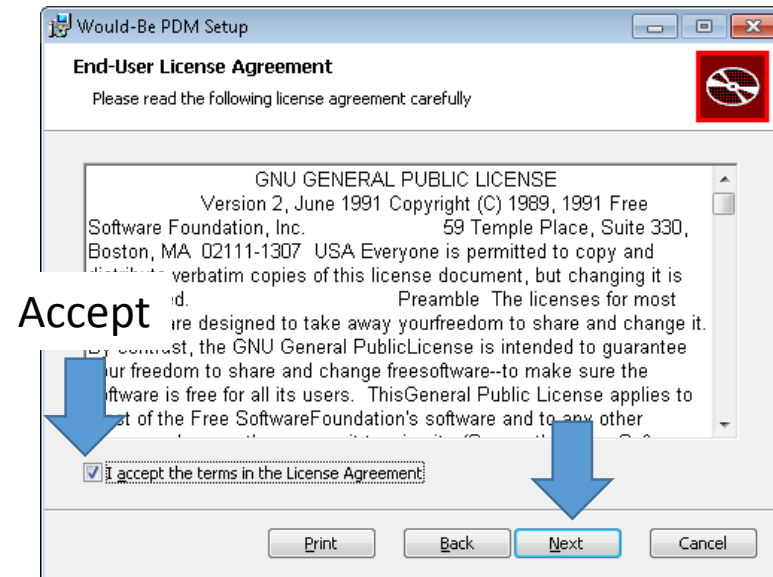 Would-Be PDM Setup
End-User License Agreement
Please read the following license agreement carefully
GNU GENERAL PUBLIC LICENSE
Version 2, June 1991 Copyright (C) 1989, 1991 Free
Software Foundation, Inc. 59 Temple Place, Suite 330,
Boston, MA 02111-1307 USA Everyone is permitted to copy and
verbatim copies of this license document, but changing it is
Preamble The licenses for most
Accept
are designed to take away yourfreedom to share and change it.
By contrast, the GNU General PublicLicense is intended to guarantee
your freedom to share and change freesoftware--to make sure the
software is free for all its users. ThisGeneral Public License applies to
of the Free SoftwareFoundation's software and to any other
I accept the terms in the License Agreement
Print Back Next Cancel